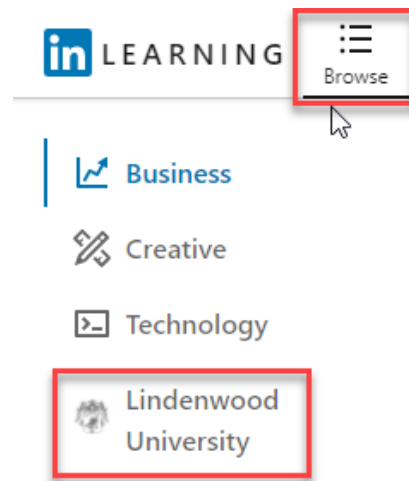 in LEARNING
Browse
Business
Creative
Technology
Lindenwood
University